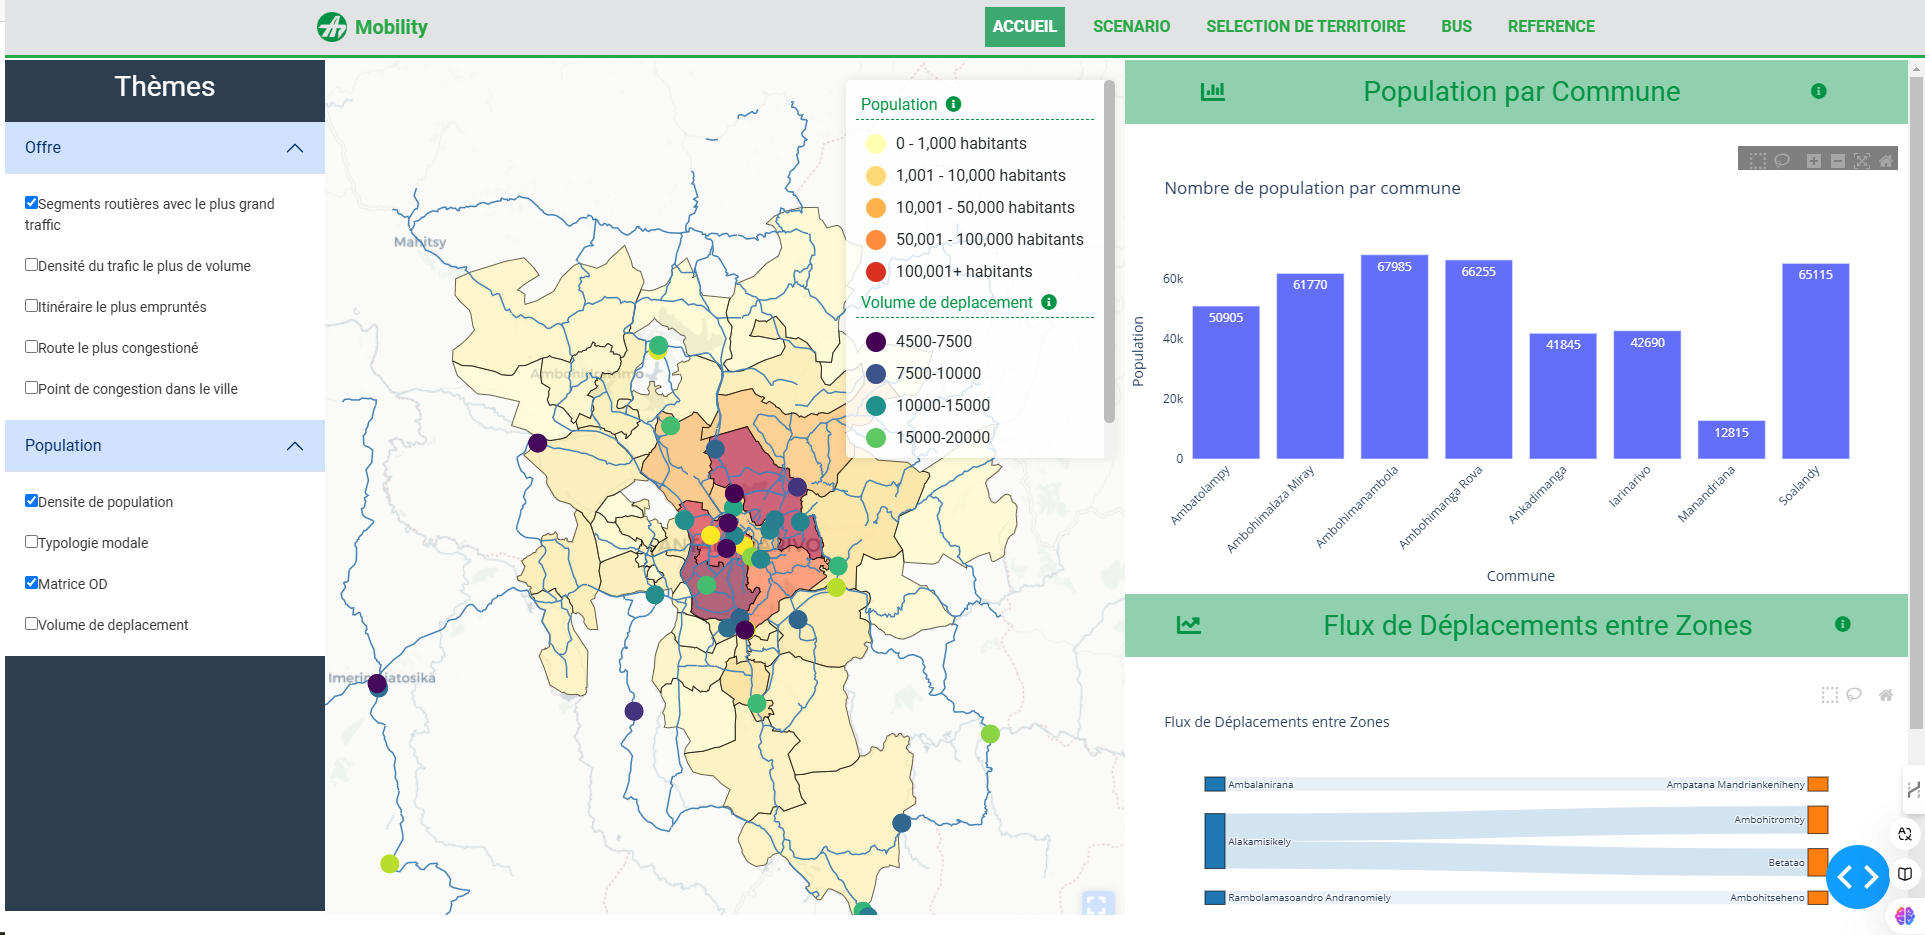 Mobility
ACCUEIL
SCENARIO
SELECTION DE TERRITOIRE
BUS
REFERENCE
Thèmes
Offre
Segments routières avec le plus grand
traffic
Densité du trafic le plus de volume
Itinéraire le plus empruntés
Route le plus congestioné
Point de congestion dans le ville
Population
Densite de population
Typologie modale
Matrice OD
Volume de deplacement
Mahitsy
Population
0 - 1,000 habitants
1,001 - 10,000 habitants
10,001 - 50,000 habitants
50,001 - 100,000 habitants
100,001+ habitants
Volume de deplacement
4500-7500
7500-10000
10000-15000
15000-20000
Population par Commune
Nombre de population par commune
Population
60k
40k
20k
0
50905
61770
67985
66255
41845
42690
12815
65115
Ambatolampy
Ambohimalaza Miray
Ambohimanambola
Ambohimanga Rova
Ankadimanga
Iarinarivo
Manandriana
Soalandy
Commune
Flux de Déplacements entre Zones
Flux de Déplacements entre Zones
Ambalanirana
Ampatana Mandriankeniheny
Ambohitromby
Alakamisikely
Betatao
Rambolamasoandro Andranomiely
Ambohitseheno